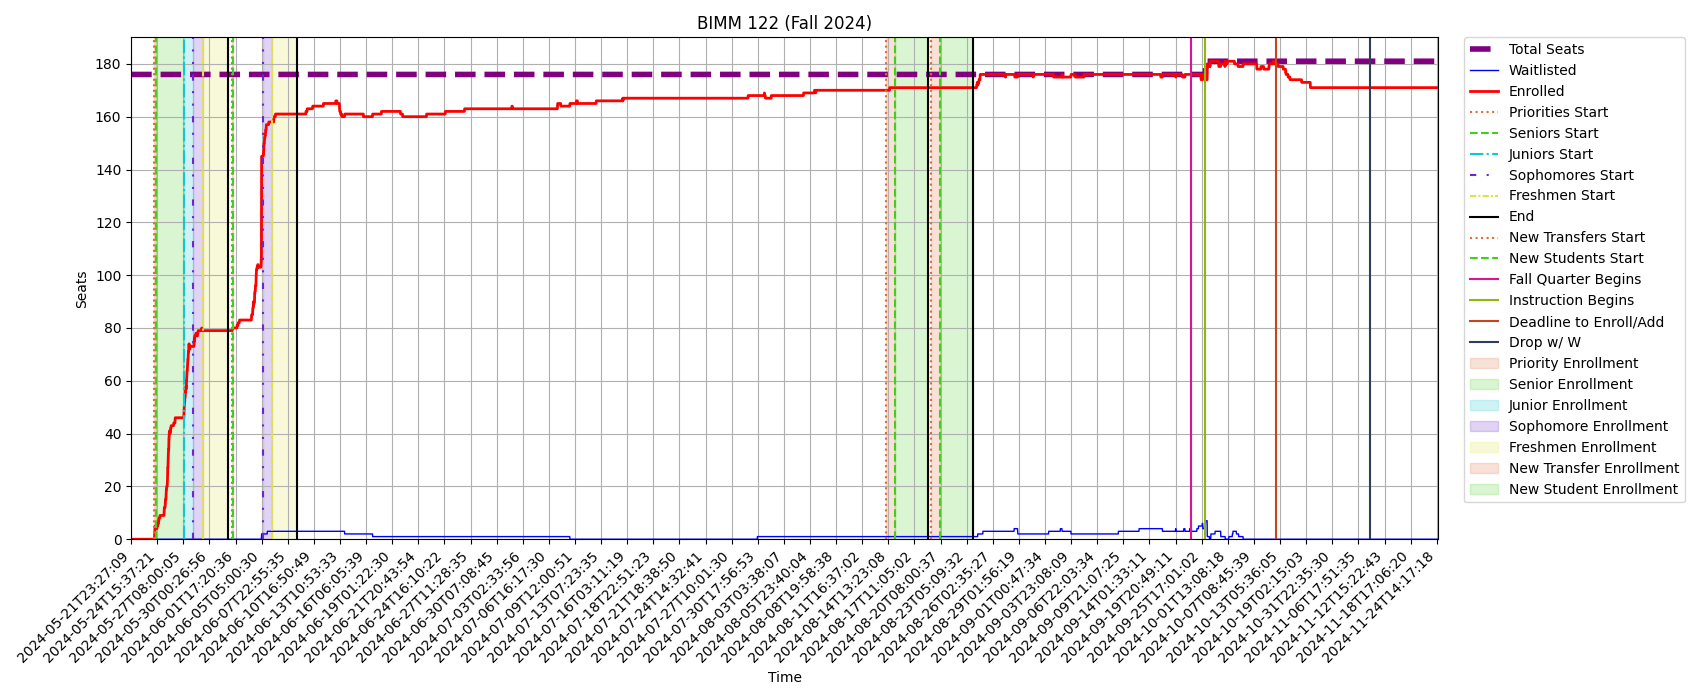 BIMM 122 (Fall 2024)
Seats
180
160
140
120
100
80
60
40
20
0
2024-05-21T23:27:09
2024-05-24T15:37:21
2024-05-27T08:00:05
2024-05-30T00:26:56
2024-06-01T17:20:36
2024-06-05T05:00:30
2024-06-07T22:55:35
2024-06-10T16:50:49
2024-06-13T10:53:33
2024-06-16T06:05:39
2024-06-19T01:22:30
2024-06-21T20:43:54
2024-06-24T16:10:22
2024-06-27T11:28:35
2024-06-30T07:08:45
2024-07-03T02:33:56
2024-07-06T16:17:30
2024-07-09T12:00:51
2024-07-13T07:23:35
2024-07-16T03:11:19
2024-07-18T22:51:23
2024-07-21T18:38:50
2024-07-24T14:32:41
2024-07-27T10:01:30
2024-07-30T17:56:53
2024-08-03T03:38:07
2024-08-05T23:40:04
2024-08-08T19:58:38
2024-08-11T16:37:02
2024-08-14T13:23:08
2024-08-17T11:05:02
2024-08-20T08:00:37
2024-08-23T05:09:32
2024-08-26T02:35:27
2024-08-29T01:56:19
2024-09-01T00:47:34
2024-09-03T23:08:09
2024-09-06T22:03:34
2024-09-09T21:07:25
2024-09-14T01:33:11
2024-09-19T20:49:11
2024-09-25T17:01:02
2024-10-01T13:08:18
2024-10-07T08:45:39
2024-10-13T05:36:05
2024-10-19T02:15:03
2024-10-31T22:35:30
2024-11-06T17:51:35
2024-11-12T15:22:43
2024-11-18T17:06:20
2024-11-24T14:17:18
Time
Total Seats
Waitlisted
Enrolled
Priorities Start
Seniors Start
Juniors Start
Sophomores Start
Freshmen Start
End
New Transfers Start
New Students Start
Fall Quarter Begins
Instruction Begins
Deadline to Enroll/Add
Drop w/ W
Priority Enrollment
Senior Enrollment
Junior Enrollment
Sophomore Enrollment
Freshmen Enrollment
New Transfer Enrollment
New Student Enrollment